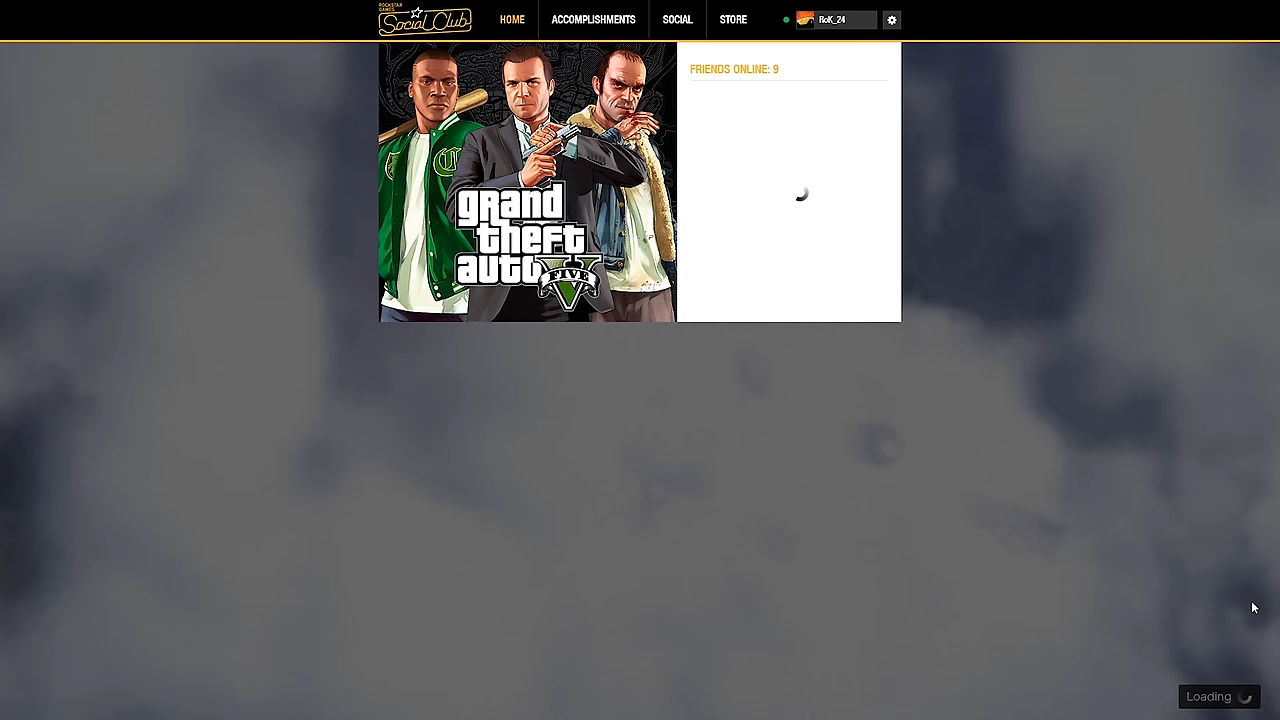 ROCKSTAR
GAMES
Social Club
HOME
ACCOMPLISHMENTS
SOCIAL
STORE
RoK_24
FRIENDS ONLINE: 9
grand
theft
auto
FIVE
V
Loading